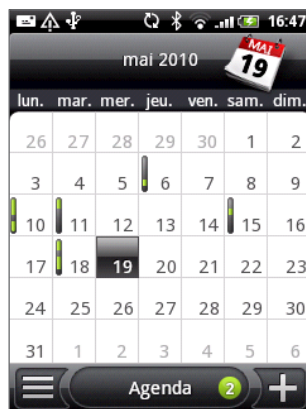 16:47
mai 2010
MAI
19
lun. mar. mer. jeu. ven. sam. dim.
26 27 28 29 30 1 2
3 4 5 6 7 8 9
10 11 12 13 14 15 16
17 18 19 20 21 22 23
24 25 26 27 28 29 30
31 1 2 3 4 5 6
Agenda 2